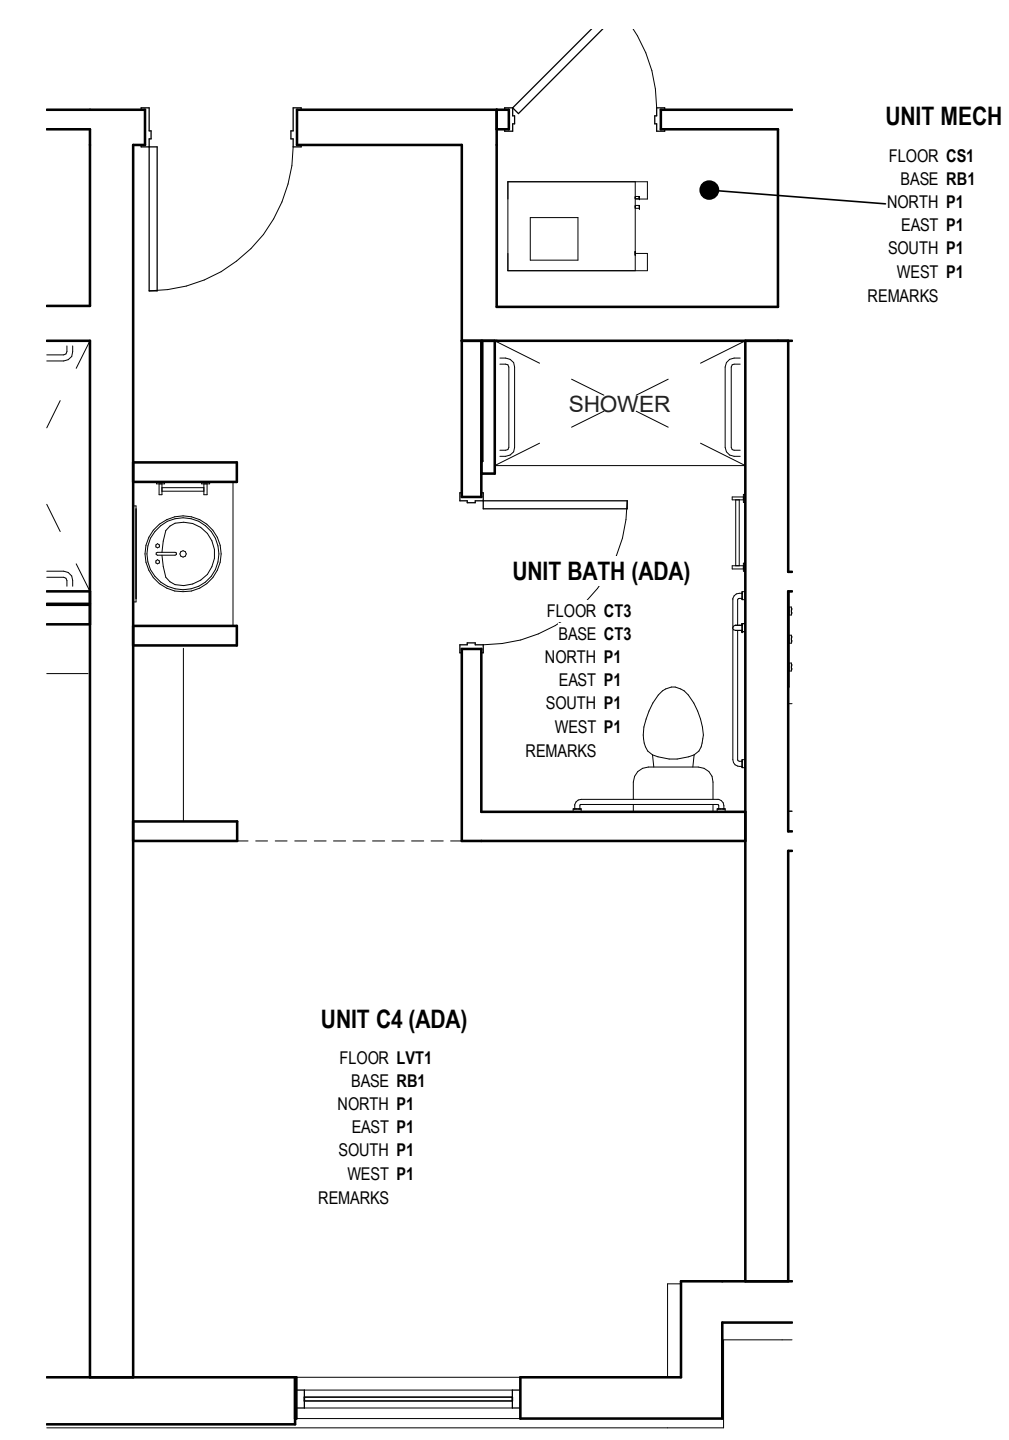 UNIT MECH
FLOOR CS1
BASE RB1
NORTH P1
EAST P1
SOUTH P1
WEST P1
REMARKS
SHOWER
UNIT BATH (ADA)
FLOOR CT3
BASE CT3
NORTH P1
EAST P1
SOUTH P1
WEST P1
REMARKS
UNIT C4 (ADA)
FLOOR LVT1
BASE RB1
NORTH P1
EAST P1
SOUTH P1
WEST P1
REMARKS